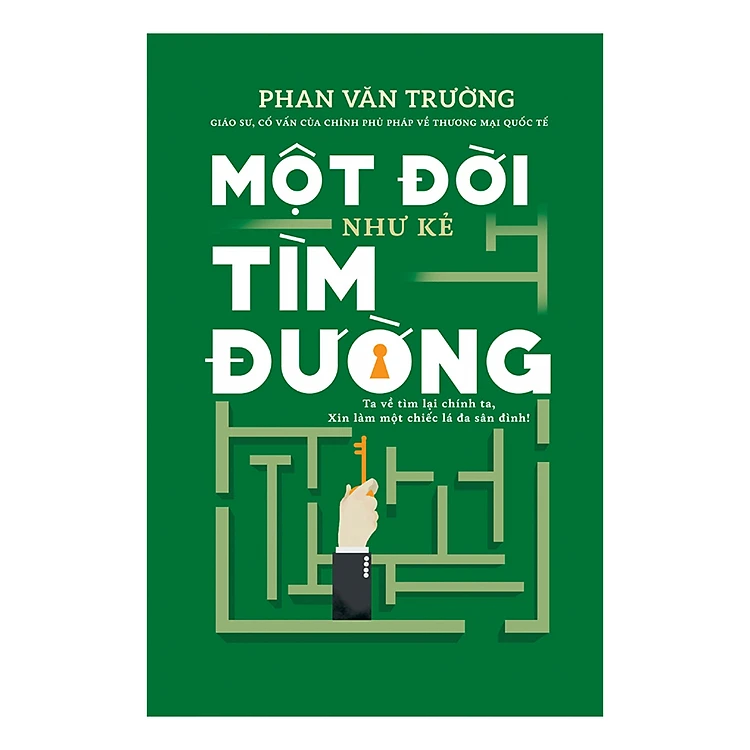 PHAN VĂN TRƯỜNG
GIÁO SƯ, CỐ VẤN CỦA CHÍNH PHỦ PHÁP VỀ THƯƠNG MẠI QUỐC TẾ
MỘT ĐỜI
NHƯ KẺ
TÌM
ĐƯỜNG
Ta về tìm lại chính ta,
Xin làm một chiếc lá đa sân đình!